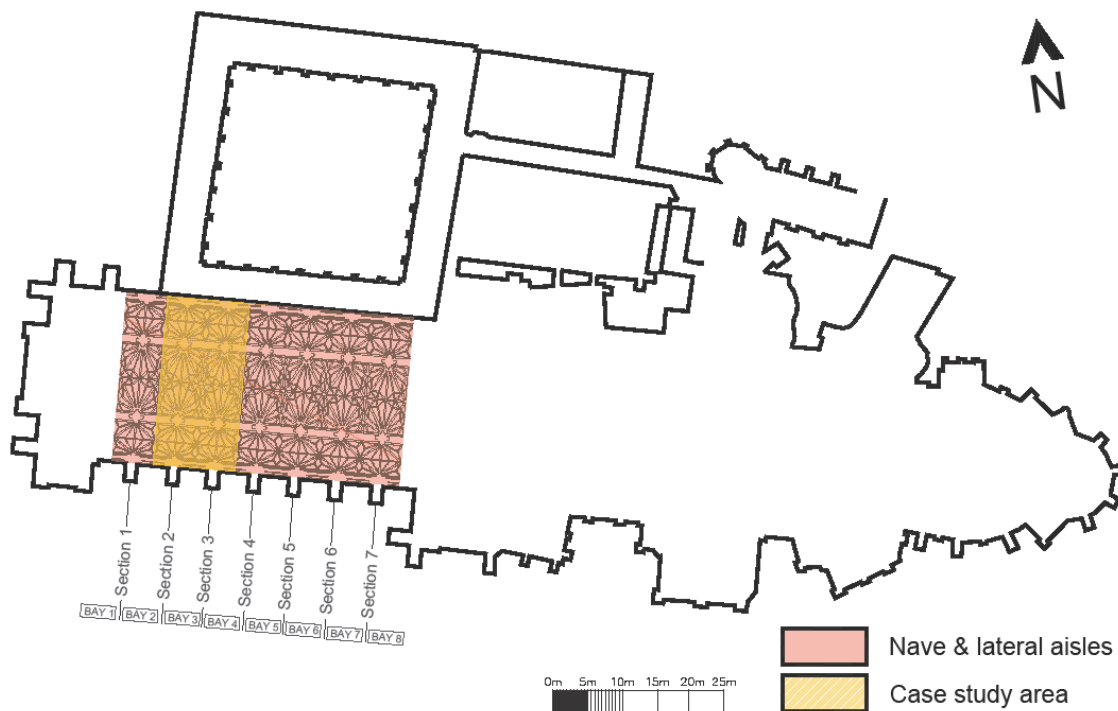 N
Section 1
Section 2
Section 3
Section 4
Section 5
Section 6
Section 7
BAY 1
BAY 2
BAY 3
BAY 4
BAY 5
BAY 6
BAY 7
BAY 8
0m 5m 10m 15m 20m 25m
Nave & lateral aisles
Case study area